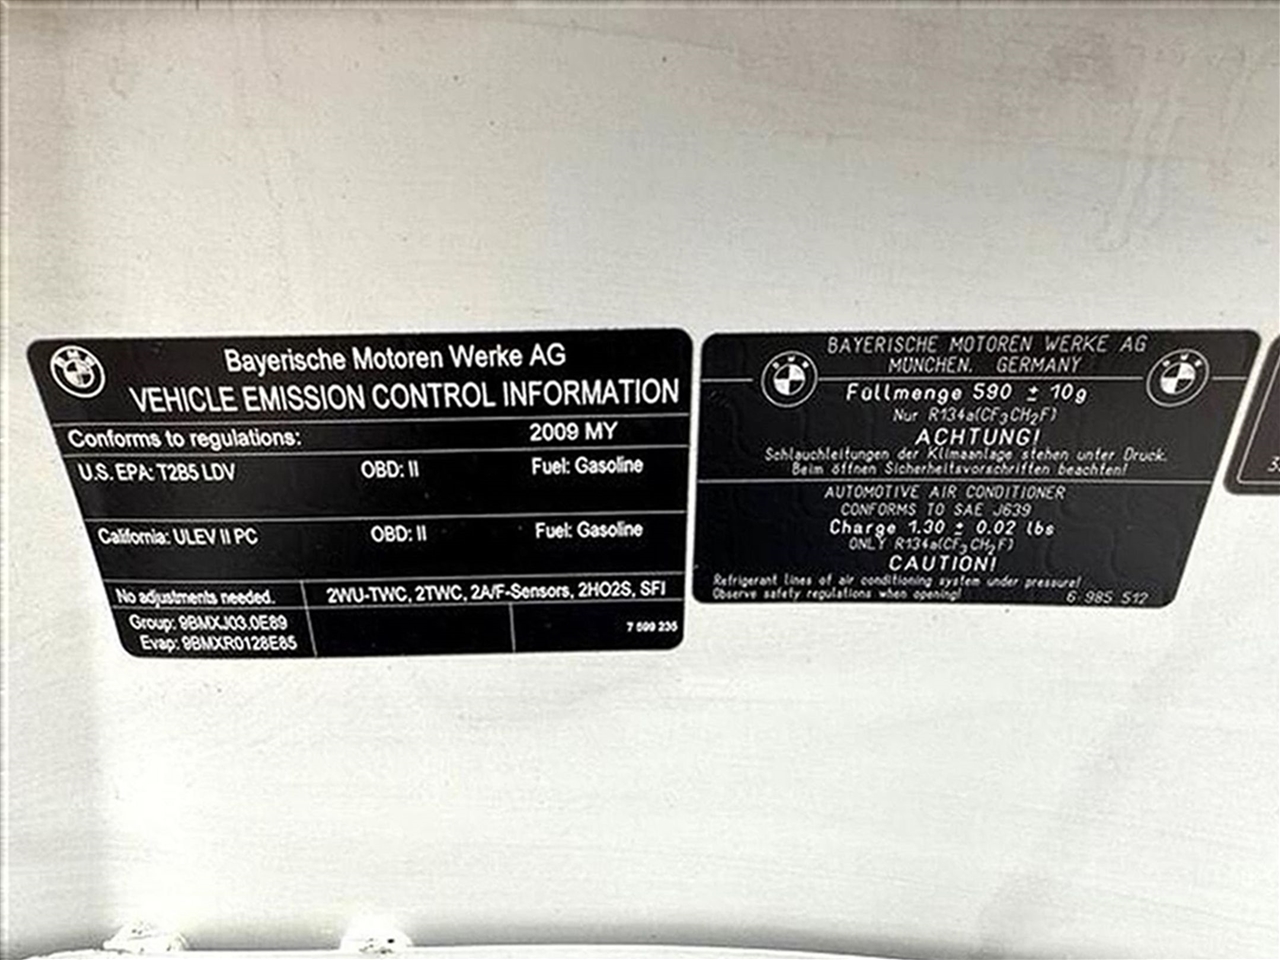 Bayerische Motoren Werke AG
VEHICLE EMISSION CONTROL INFORMATION
Conforms to regulations: 2009 MY
U.S. EPA: T2B5 LDV OBD: II Fuel: Gasoline
California: ULEV II PC OBD: II Fuel: Gasoline
No adjustments needed. 2WU-TWC, 2TWC, 2A/F-Sensors, 2HO2S, SFI
Group: 9BMXJ03.0E89
Evap: 9BMXR0128E85
7 599 235
BAYERISCHE MOTOREN WERKE AG
MÜNCHEN, GERMANY
Füllmenge 590 ± 10g
Nur R134a(CF3CH2F)
ACHTUNG!
Schlauchleitungen der Klimaanlage stehen unter Druck.
Beim öffnen Sicherheitsvorschriften beachten!
AUTOMOTIVE AIR CONDITIONER
CONFORMS TO SAE J639
Charge 1.30 ± 0.02 lbs
ONLY R134a(CF3CH2F)
CAUTION!
Refrigerant lines of air conditioning system under pressure!
Observe safety regulations when opening!
6 985 512
3